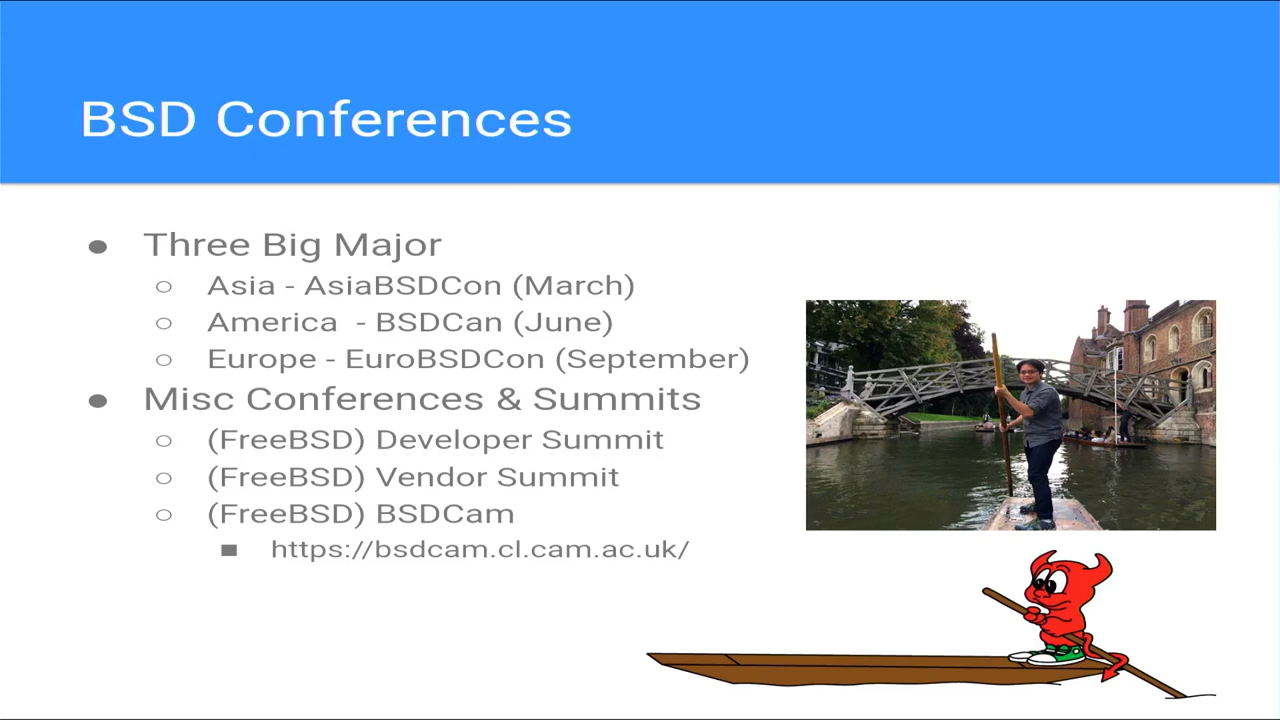 BSD Conferences
● Three Big Major
○ Asia - AsiaBSDCon (March)
○ America  - BSDCan (June)
○ Europe - EuroBSDCon (September)
● Misc Conferences & Summits
○ (FreeBSD) Developer Summit
○ (FreeBSD) Vendor Summit
○ (FreeBSD) BSDCam
■ https://bsdcam.cl.cam.ac.uk/